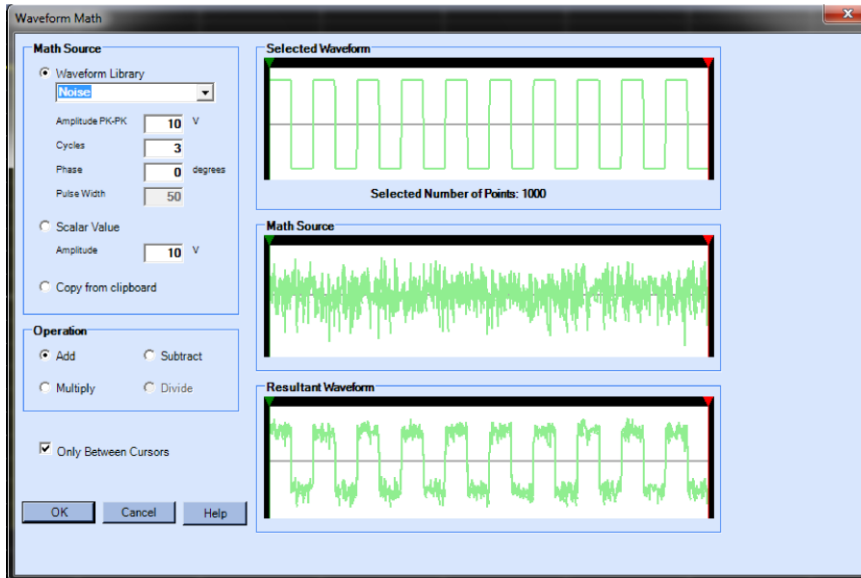 Waveform Math
Math Source
Waveform Library
Noise
Amplitude PK-PK 10 V
Cycles 3
Phase 0 degrees
Pulse Width 50
Scalar Value
Amplitude 10 V
Copy from clipboard
Operation
Add Subtract
Multiply Divide
Only Between Cursors
OK Cancel Help
Selected Waveform
Selected Number of Points: 1000
Math Source
Resultant Waveform